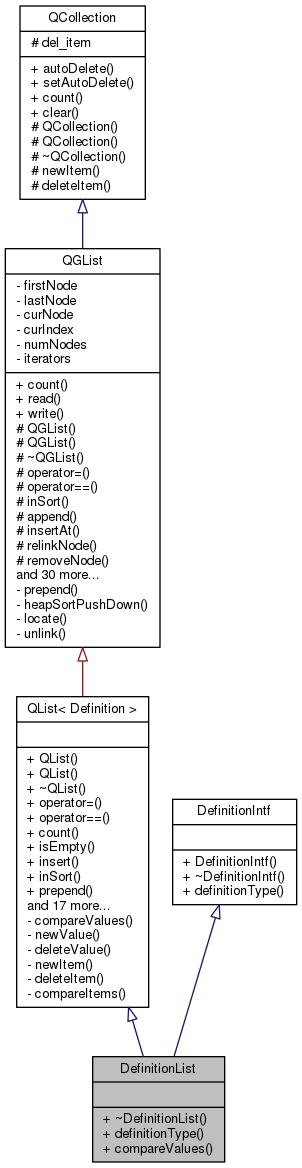 QCollection
# del_item
+ autoDelete()
+ setAutoDelete()
+ count()
+ clear()
# QCollection()
# QCollection()
# ~QCollection()
# newItem()
# deleteItem()
QGList
- firstNode
- lastNode
- curNode
- curIndex
- numNodes
- iterators
+ count()
+ read()
+ write()
# QGList()
# QGList()
# ~QGList()
# operator=()
# operator==()
# inSort()
# append()
# insertAt()
# relinkNode()
# removeNode()
and 30 more...
- prepend()
- heapSortPushDown()
- locate()
- unlink()
QList< Definition >
+ QList()
+ QList()
+ ~QList()
+ operator=()
+ operator==()
+ count()
+ isEmpty()
+ insert()
+ inSort()
+ prepend()
and 17 more...
- compareValues()
- newValue()
- deleteValue()
- newItem()
- deleteItem()
- compareItems()
DefinitionIntf
+ DefinitionIntf()
+ ~DefinitionIntf()
+ definitionType()
DefinitionList
+ ~DefinitionList()
+ definitionType()
+ compareValues()